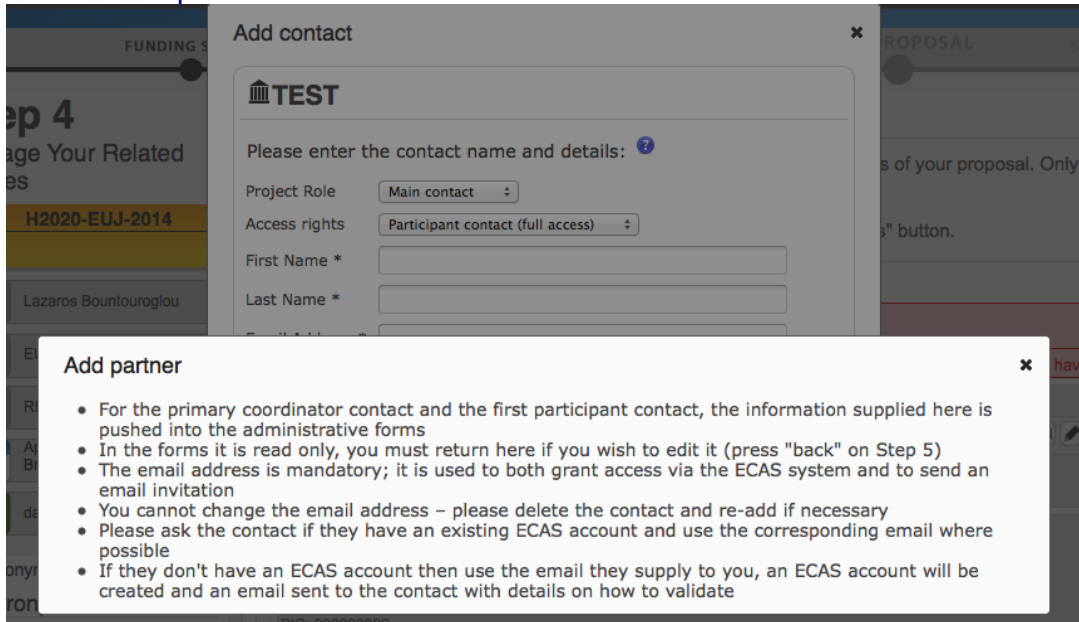 Add contact
FUNDING
ROPOSAL
TEST
ep 4
age Your Related
es
Please enter the contact name and details:
s of your proposal. Only
Project Role Main contact
H2020-EUJ-2014
Access rights Participant contact (full access)
s" button.
First Name *
Lazaros Bountouroglou
Last Name *
Add partner
hav
• For the primary coordinator contact and the first participant contact, the information supplied here is
pushed into the administrative forms
• In the forms it is read only, you must return here if you wish to edit it (press "back" on Step 5)
• The email address is mandatory; it is used to both grant access via the ECAS system and to send an
email invitation
• You cannot change the email address – please delete the contact and re-add if necessary
• Please ask the contact if they have an existing ECAS account and use the corresponding email where
possible
• If they don't have an ECAS account then use the email they supply to you, an ECAS account will be
created and an email sent to the contact with details on how to validate